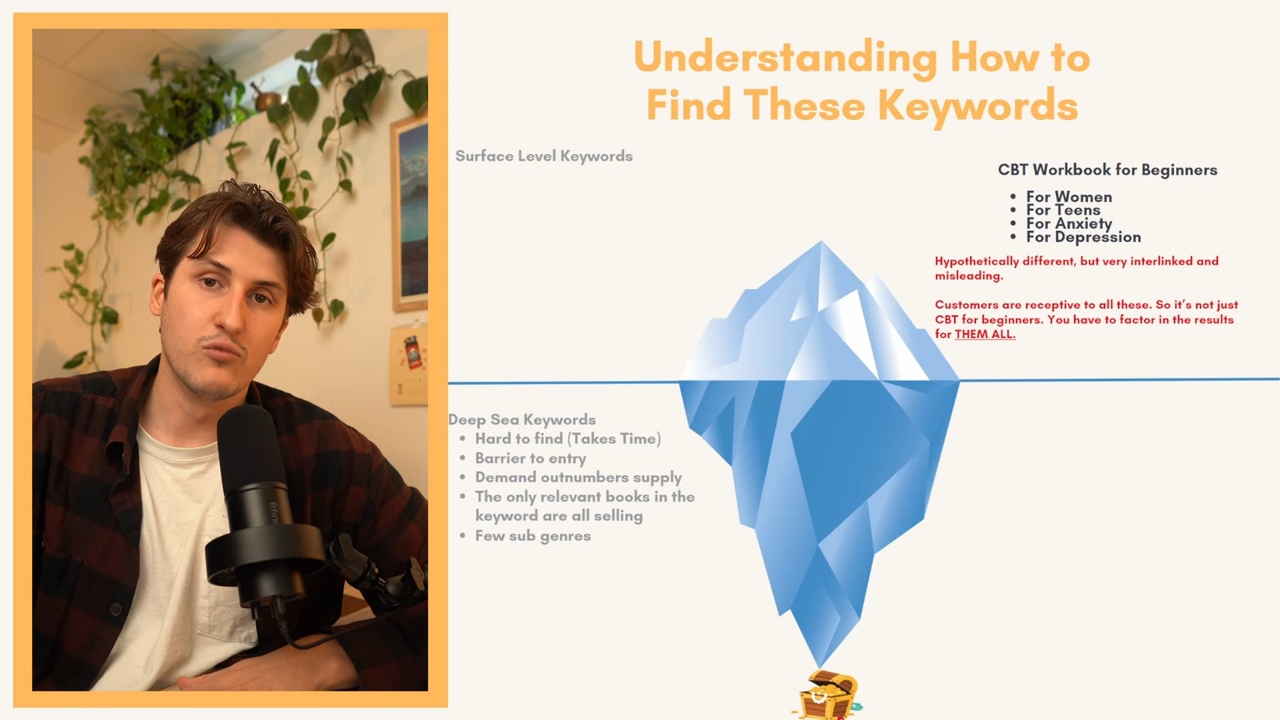 Understanding How to
Find These Keywords
Surface Level Keywords
CBT Workbook for Beginners
• For Women
• For Teens
• For Anxiety
• For Depression
Hypothetically different, but very interlinked and
misleading.
Customers are receptive to all these. So it's not just
CBT for beginners. You have to factor in the results
for THEM ALL.
Deep Sea Keywords
• Hard to find (Takes Time)
• Barrier to entry
• Demand outnumbers supply
• The only relevant books in the
keyword are all selling
• Few sub genres